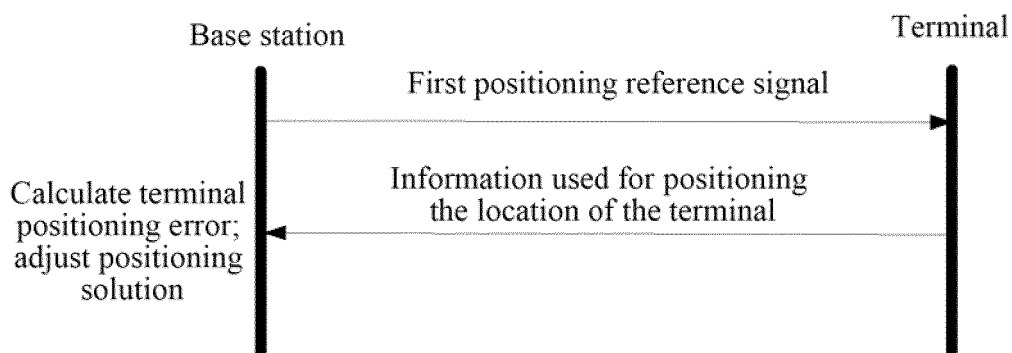 Base station
Terminal
First positioning reference signal
Information used for positioning
the location of the terminal
Calculate terminal
positioning error;
adjust positioning
solution